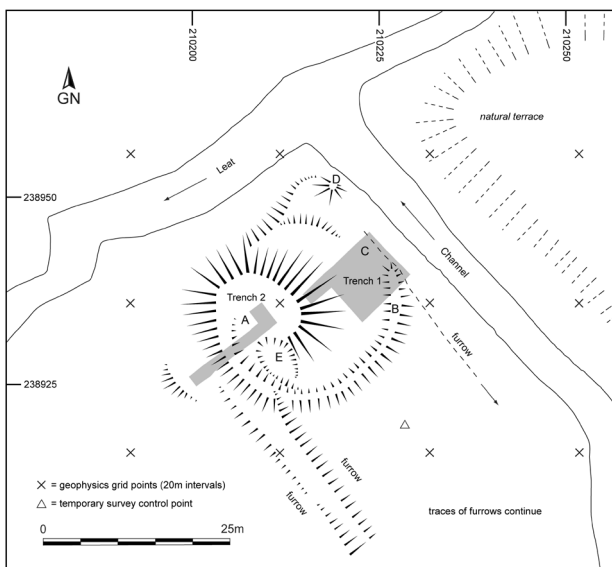 210200
210225
210250
GN
natural terrace
Leat
D
238950
C
Channel
Trench 1
Trench 2
B
A
furrow
E
238925
furrow
furrow
× = geophysics grid points (20m intervals)
△ = temporary survey control point
traces of furrows continue
0
25m